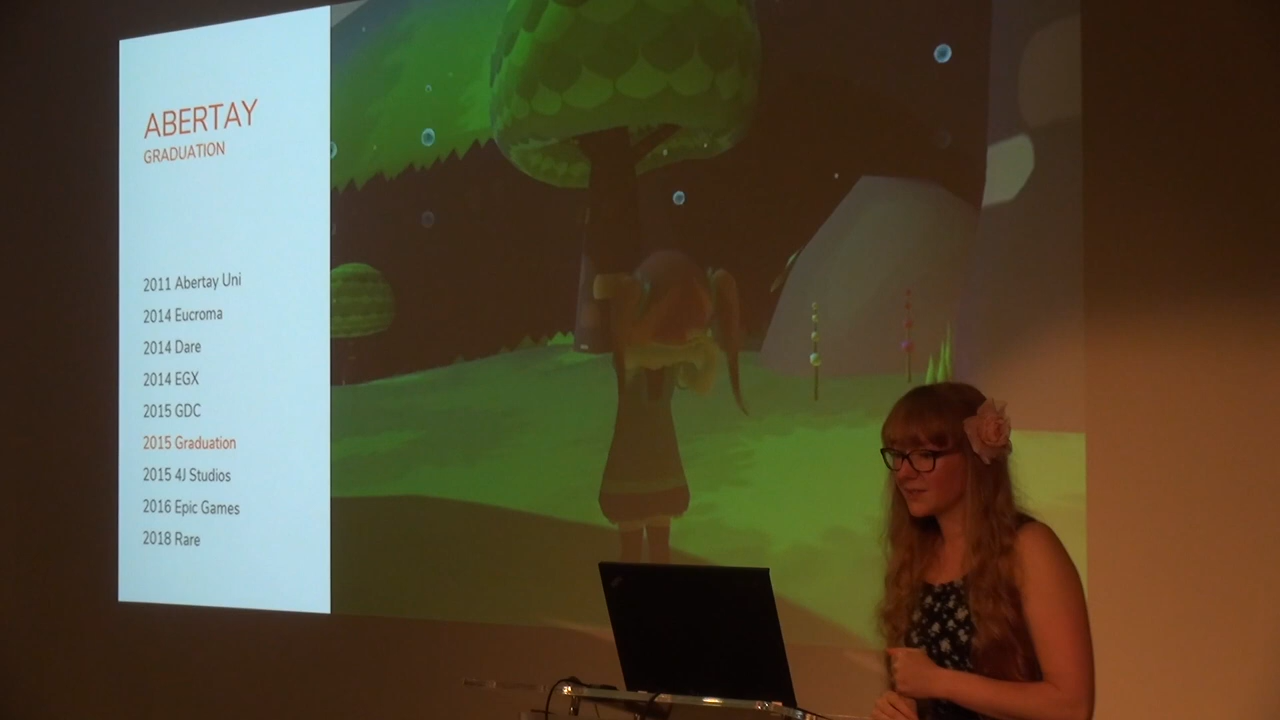 ABERTAY
GRADUATION
2011 Abertay Uni
2014 Eucroma
2014 Dare
2014 EGX
2015 GDC
2015 Graduation
2015 4J Studios
2016 Epic Games
2018 Rare